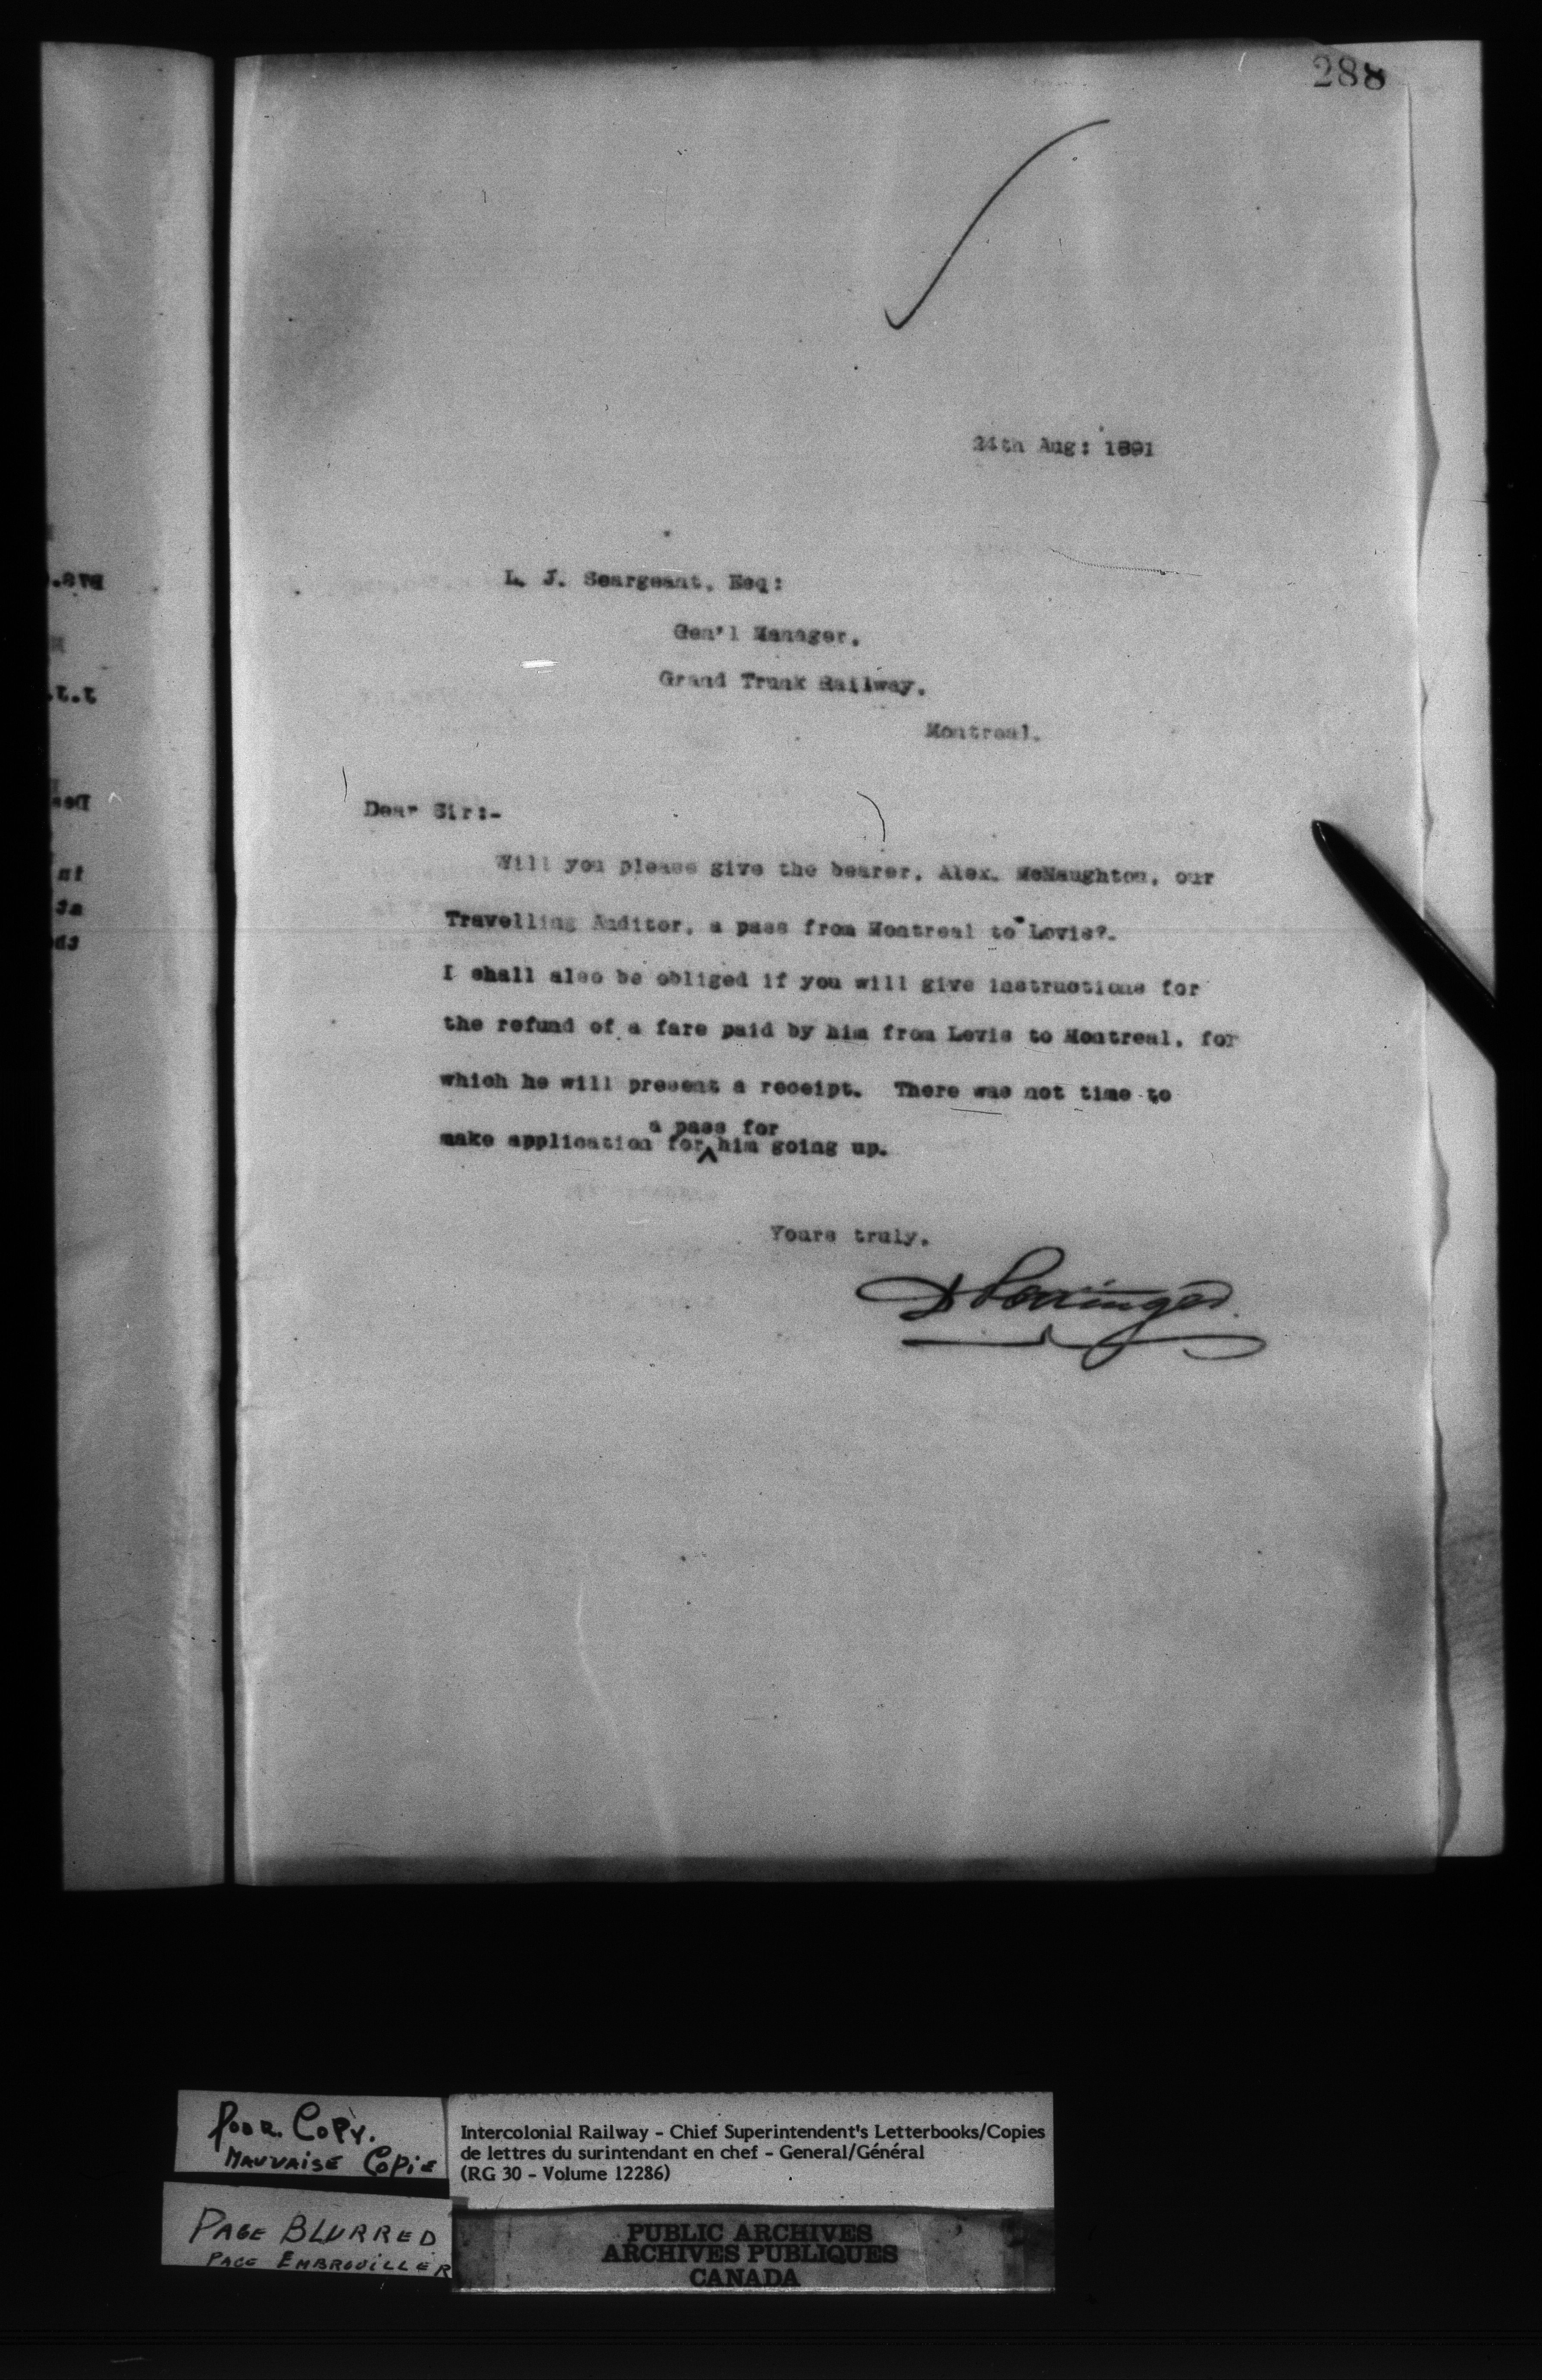 288
24th Aug: 1891
L. J. Seargeant, Esq:
Gen'l Manager,
Grand Trunk Railway,
Montreal.
Dear Sir:-
Will you please give the bearer, Alex. McNaughton, our
Travelling Auditor, a pass from Montreal to Levis?.
I shall also be obliged if you will give instructions for
the refund of a fare paid by him from Levis to Montreal, for
which he will present a receipt. There was not time to
a pass for
make application for ^ him going up.
Yours truly,
D Pottinger
Poor Copy.
Mauvaise Copie
Intercolonial Railway - Chief Superintendent's Letterbooks/Copies
de lettres du surintendant en chef - General/Général
(RG 30 - Volume 12286)
PAGE BLURRED
PAGE EMBROUILLER
PUBLIC ARCHIVES
ARCHIVES PUBLIQUES
CANADA